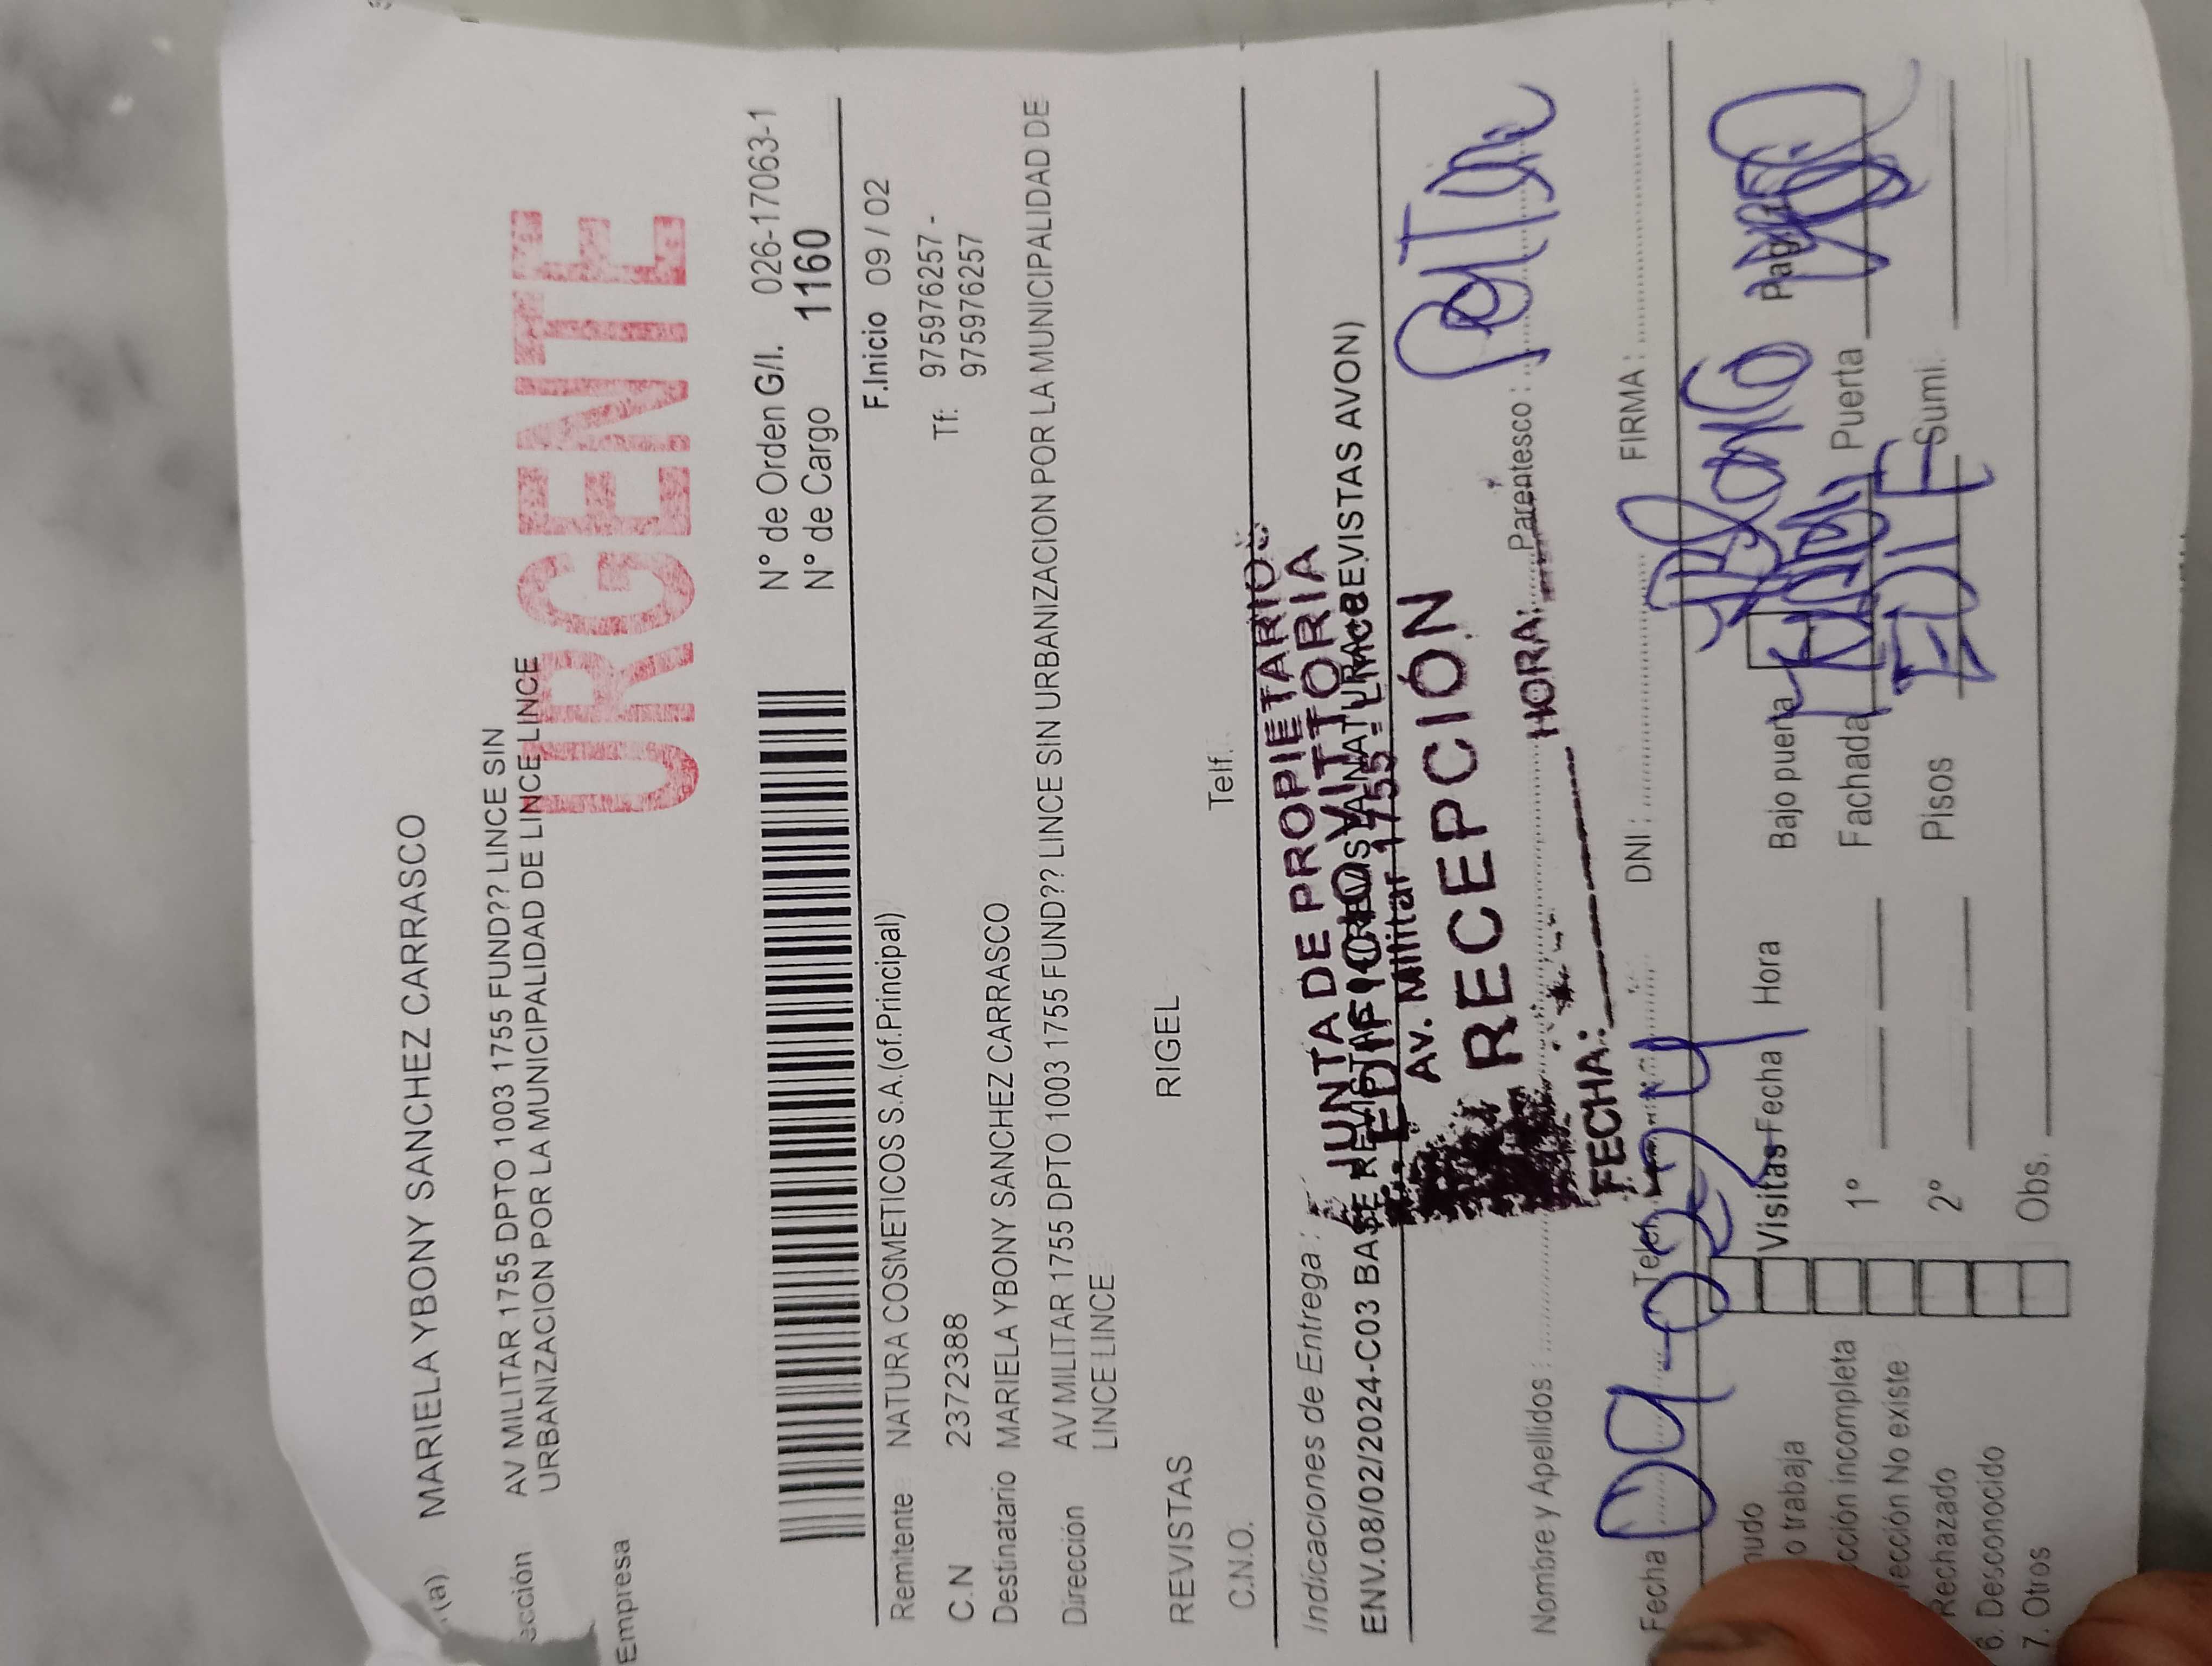 (a) MARIELA YBONY SANCHEZ CARRASCO
ección AV MILITAR 1755 DPTO 1003 1755 FUND?? LINCE SIN
URBANIZACION POR LA MUNICIPALIDAD DE LINCE LINCE
Empresa
URGENTE
N° de Orden G/I. 026-17063-1
N° de Cargo 1160
Remitente NATURA COSMETICOS S.A.(of.Principal) F.Inicio 09 / 02
C.N 2372388 Tf: 975976257 -
975976257
Destinatario MARIELA YBONY SANCHEZ CARRASCO
Dirección AV MILITAR 1755 DPTO 1003 1755 FUND?? LINCE SIN URBANIZACION POR LA MUNICIPALIDAD DE
LINCE LINCE
REVISTAS RIGEL
C.N.O. Telf.
Indicaciones de Entrega :
JUNTA DE PROPIETARIOS
EDIFICIO VITTORIA
ENV.08/02/2024-C03 BASE REVISTAS AVON)
Av. Militar 1755
RECEPCIÓN
FECHA: HORA:
Nombre y Apellidos : Parentesco :
Fecha 09-02-24 Telef. DNI : FIRMA :
nudo
o trabaja Visitas Fecha Hora Bajo puerta
cción incompleta 1° Fachada Puerta
ección No existe
Rechazado 2° Pisos EDIF Sumi.
6. Desconocido
7. Otros Obs.